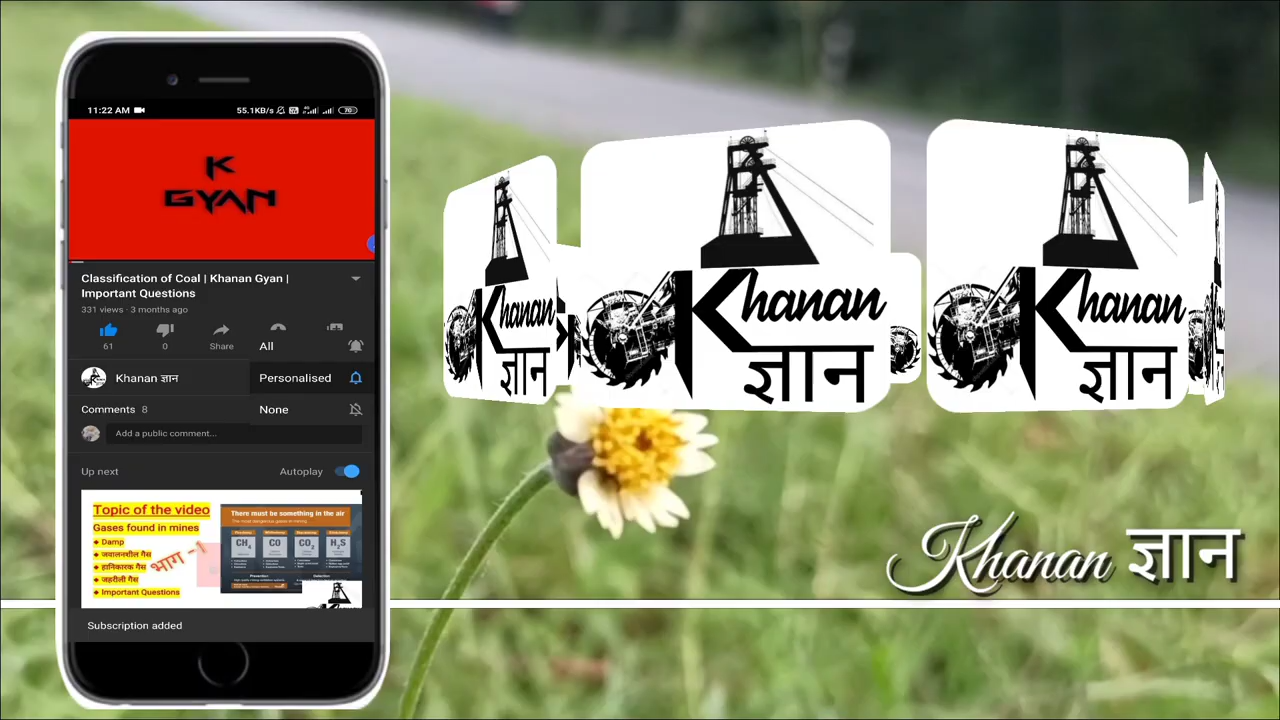 11:22 AM
55.1KB/s
70
K
GYAN
Classification of Coal | Khanan Gyan |
Important Questions
331 views · 3 months ago
61
0
Share
All
Khanan ज्ञान
Personalised
Comments 8
None
Add a public comment...
Up next
Autoplay
Topic of the video
Gases found in mines
Damp
ज्वालनशील गैस
हानिकारक गैस
जहरीली गैस
Important Questions
भाग -1
There must be something in the air
CH4
CO
CO2
H2S
Subscription added
Khanan
ज्ञान
Khanan
ज्ञान
Khanan
ज्ञान
Khanan ज्ञान